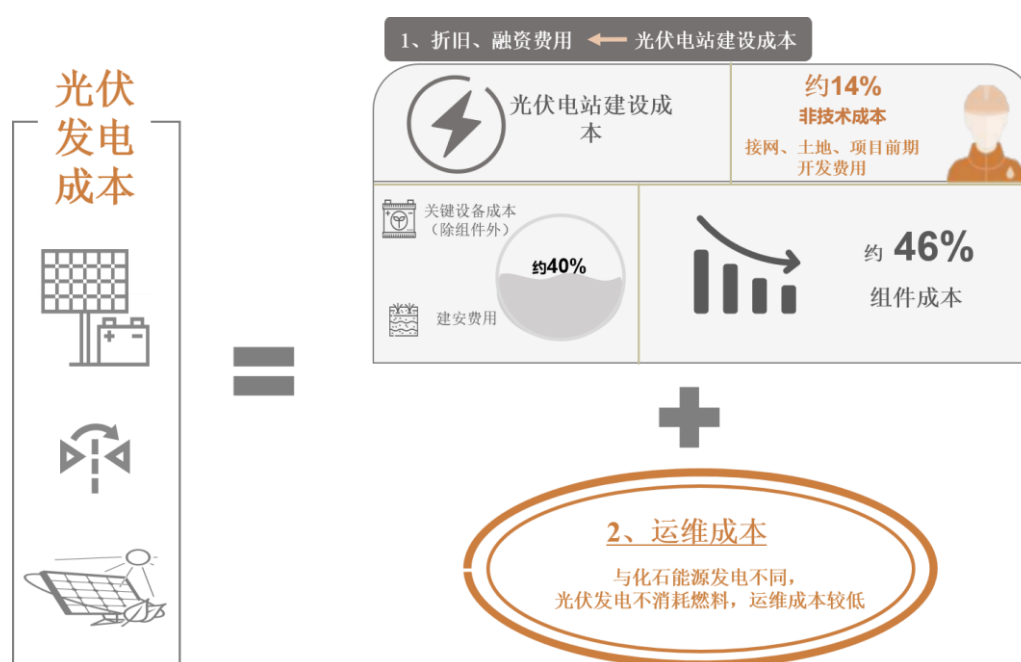 光伏
发电
成本
1、折旧、融资费用 光伏电站建设成本
光伏电站建设成
本
约14%
非技术成本
接网、土地、项目前期
开发费用
关键设备成本
（除组件外）
约40%
建安费用
约 46%
组件成本
2、运维成本
与化石能源发电不同，
光伏发电不消耗燃料，运维成本较低